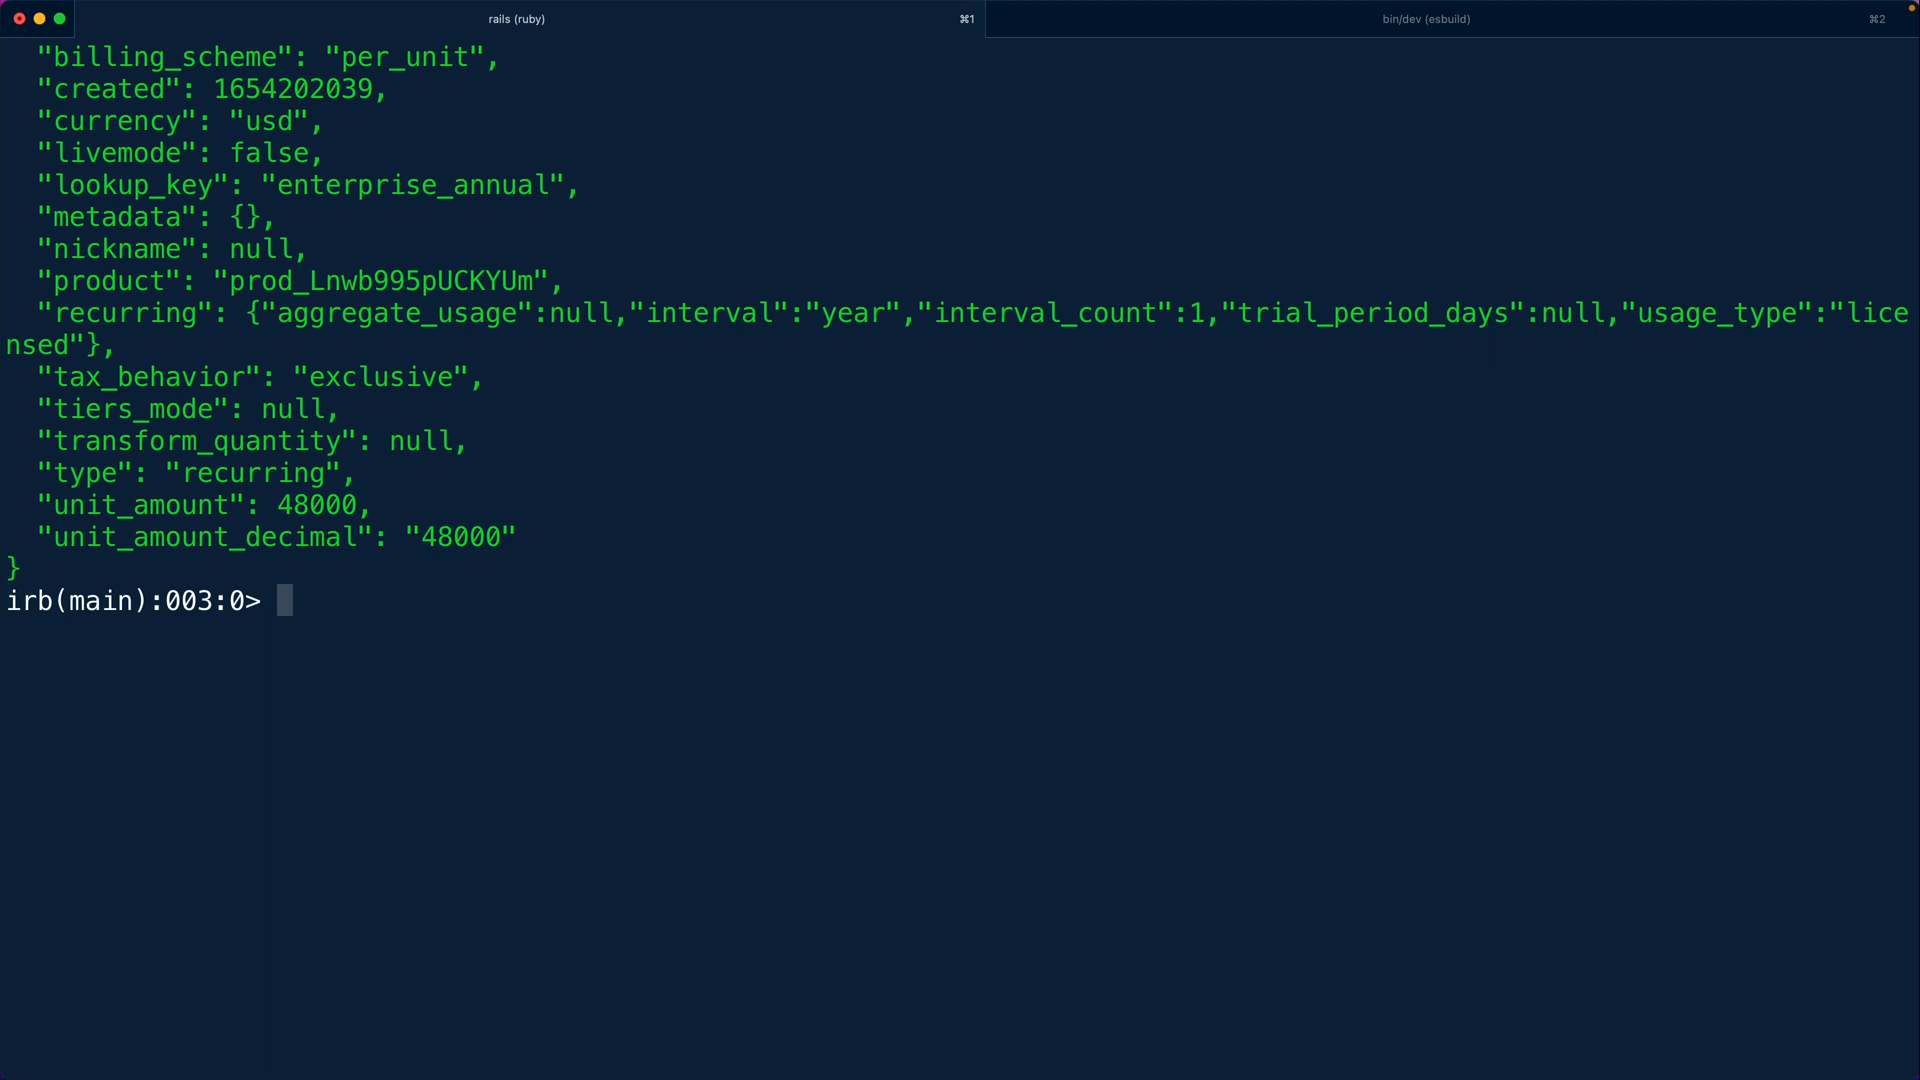 rails (ruby) ⌘1 bin/dev (esbuild) ⌘2
"billing_scheme": "per_unit",
"created": 1654202039,
"currency": "usd",
"livemode": false,
"lookup_key": "enterprise_annual",
"metadata": {},
"nickname": null,
"product": "prod_Lnwb995pUCKYUm",
"recurring": {"aggregate_usage":null,"interval":"year","interval_count":1,"trial_period_days":null,"usage_type":"lice
nsed"},
"tax_behavior": "exclusive",
"tiers_mode": null,
"transform_quantity": null,
"type": "recurring",
"unit_amount": 48000,
"unit_amount_decimal": "48000"
}
irb(main):003:0>